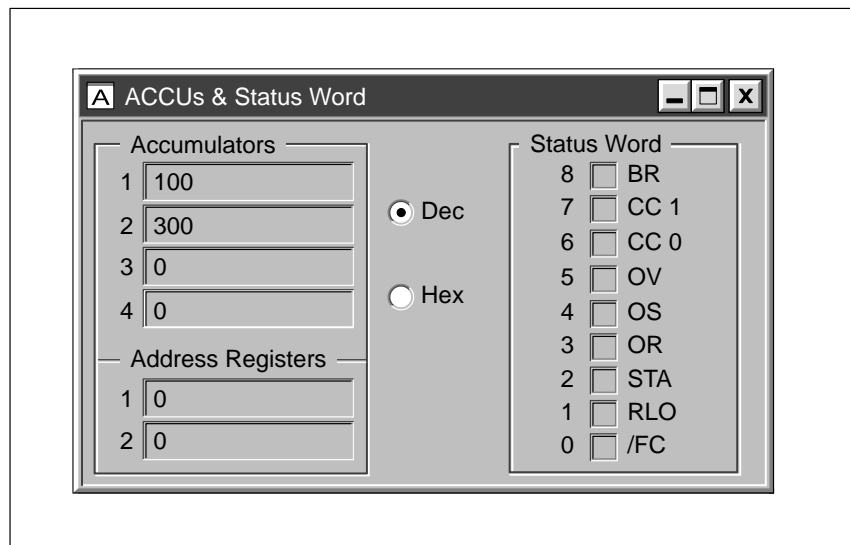 A ACCUs & Status Word
Accumulators
1 100
2 300
3 0
4 0
Address Registers
1 0
2 0
Dec
Hex
Status Word
8 BR
7 CC 1
6 CC 0
5 OV
4 OS
3 OR
2 STA
1 RLO
0 /FC